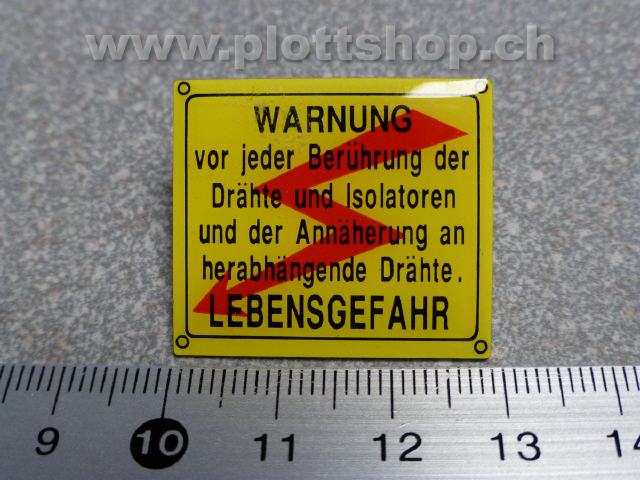 www.plottshop.ch
WARNUNG
vor jeder Berührung der
Drähte und Isolatoren
und der Annäherung an
herabhängende Drähte.
LEBENSGEFAHR
9 10 11 12 13 14